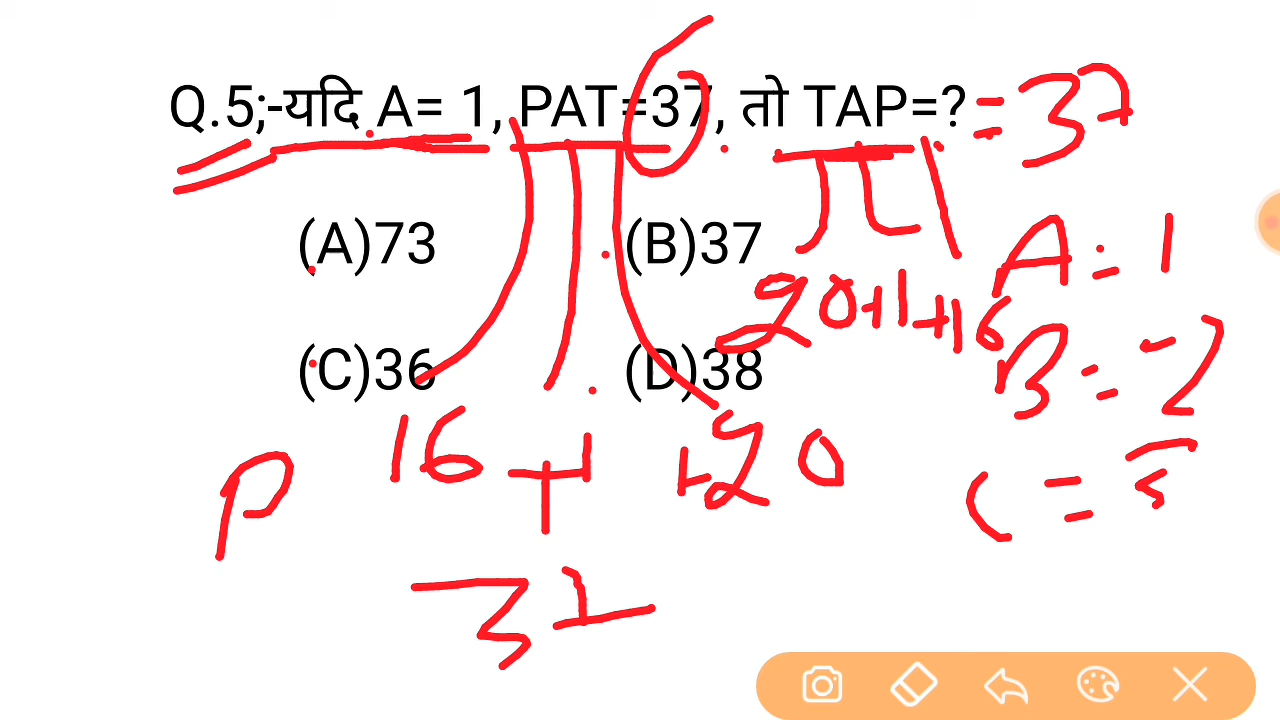 Q.5;-यदि A= 1, PAT=37, तो TAP=? = 37
(A)73 (B)37
A = 1
20+1+16
B = 2
(C)36 (D)38
P 16 + 1 +20
C = 3
37